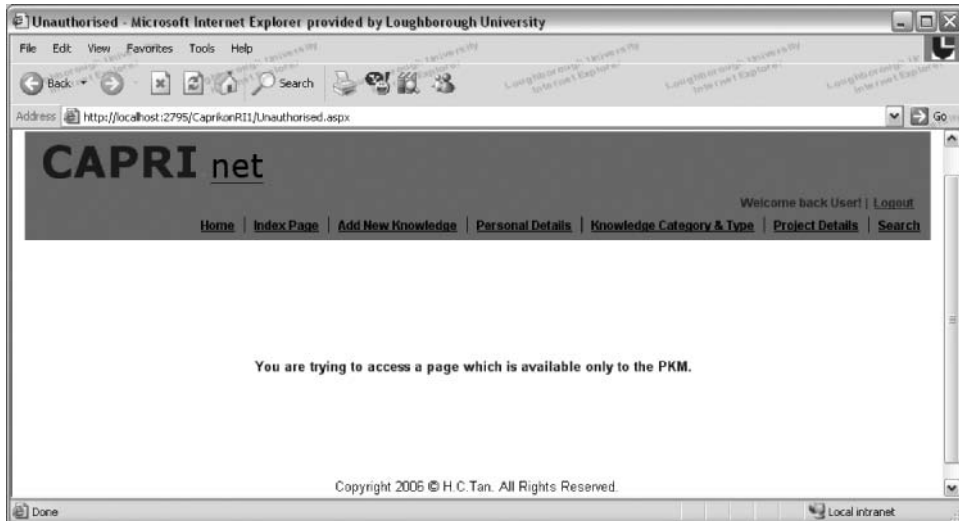 Unauthorised - Microsoft Internet Explorer provided by Loughborough University
File Edit View Favorites Tools Help
Back Search
Address http://localhost:2795/CaprikonRI1/Unauthorised.aspx Go
CAPRI net
Welcome back User! | Logout
Home | Index Page | Add New Knowledge | Personal Details | Knowledge Category & Type | Project Details | Search
You are trying to access a page which is available only to the PKM.
Copyright 2006 © H.C.Tan. All Rights Reserved.
Done Local intranet